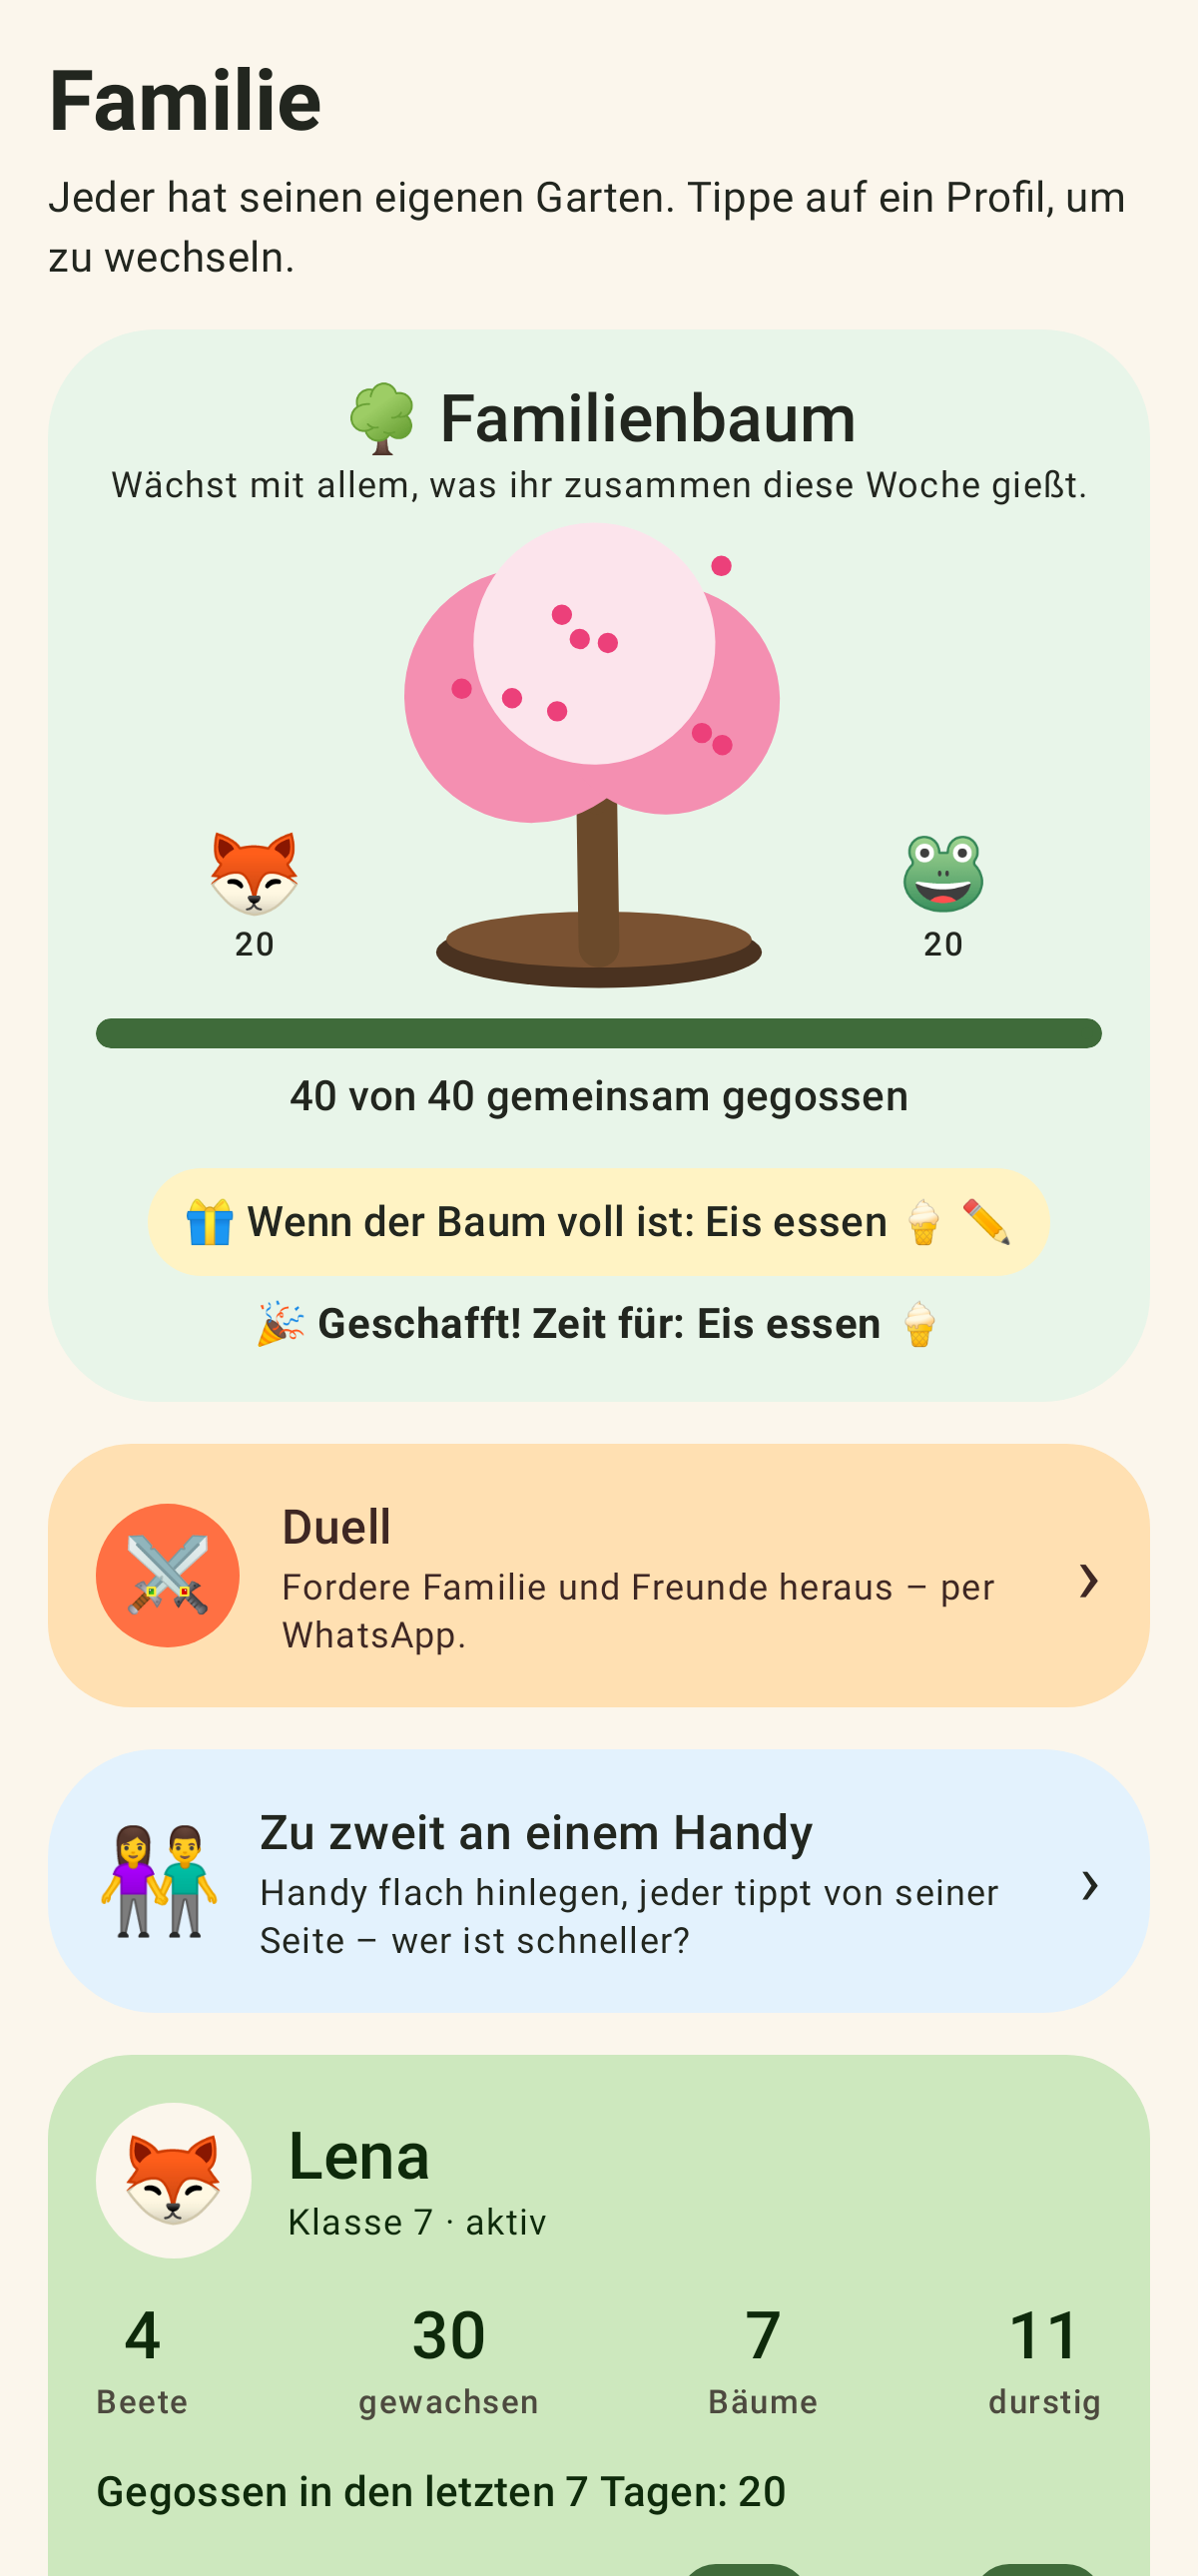 Familie
Jeder hat seinen eigenen Garten. Tippe auf ein Profil, um
zu wechseln.
🌳 Familienbaum
Wächst mit allem, was ihr zusammen diese Woche gießt.
20
20
40 von 40 gemeinsam gegossen
🎁 Wenn der Baum voll ist: Eis essen 🍦 ✏️
🎉 Geschafft! Zeit für: Eis essen 🍦
Duell
Fordere Familie und Freunde heraus – per
WhatsApp.
›
Zu zweit an einem Handy
Handy flach hinlegen, jeder tippt von seiner
Seite – wer ist schneller?
›
Lena
Klasse 7 · aktiv
4 30 7 11
Beete gewachsen Bäume durstig
Gegossen in den letzten 7 Tagen: 20